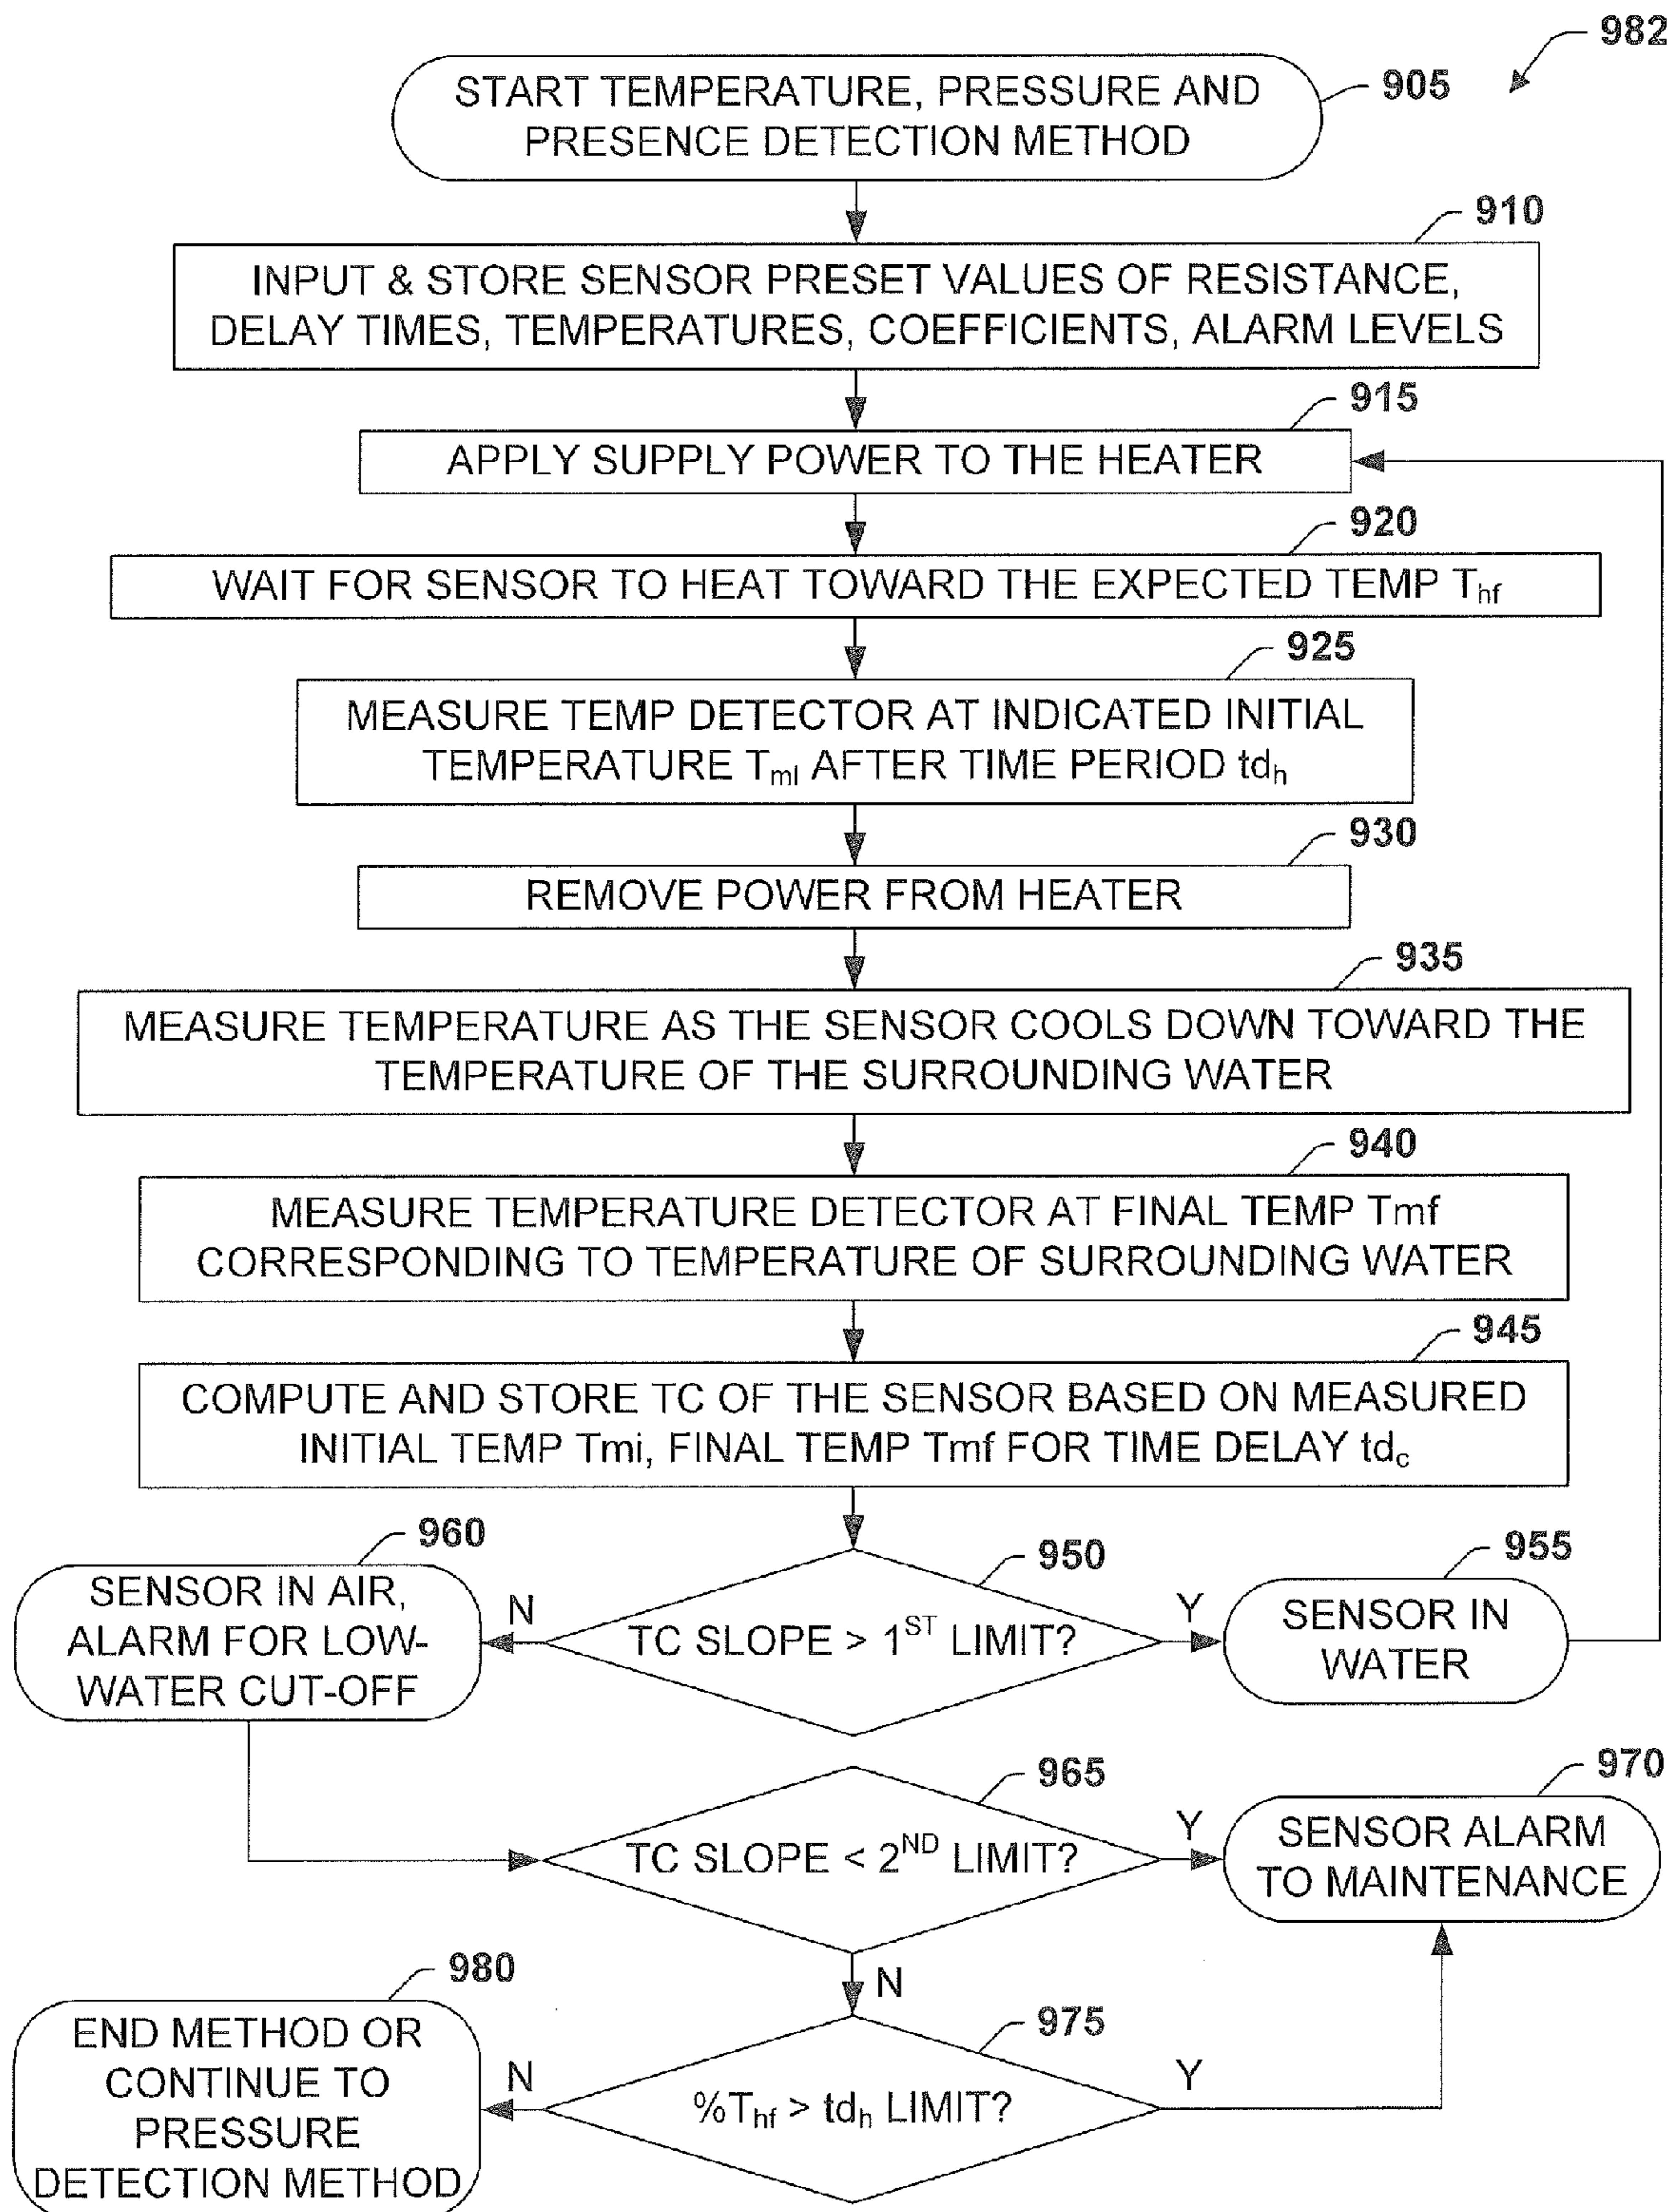 982
START TEMPERATURE, PRESSURE AND
PRESENCE DETECTION METHOD
905
910
INPUT & STORE SENSOR PRESET VALUES OF RESISTANCE,
DELAY TIMES, TEMPERATURES, COEFFICIENTS, ALARM LEVELS
915
APPLY SUPPLY POWER TO THE HEATER
920
WAIT FOR SENSOR TO HEAT TOWARD THE EXPECTED TEMP Thf
925
MEASURE TEMP DETECTOR AT INDICATED INITIAL
TEMPERATURE TmI AFTER TIME PERIOD tdh
930
REMOVE POWER FROM HEATER
935
MEASURE TEMPERATURE AS THE SENSOR COOLS DOWN TOWARD THE
TEMPERATURE OF THE SURROUNDING WATER
940
MEASURE TEMPERATURE DETECTOR AT FINAL TEMP Tmf
CORRESPONDING TO TEMPERATURE OF SURROUNDING WATER
945
COMPUTE AND STORE TC OF THE SENSOR BASED ON MEASURED
INITIAL TEMP Tmi, FINAL TEMP Tmf FOR TIME DELAY tdc
960
SENSOR IN AIR,
ALARM FOR LOW-
WATER CUT-OFF
N
950
TC SLOPE > 1ST LIMIT?
Y
955
SENSOR IN
WATER
965
TC SLOPE < 2ND LIMIT?
Y
970
SENSOR ALARM
TO MAINTENANCE
N
980
END METHOD OR
CONTINUE TO
PRESSURE
DETECTION METHOD
N
975
%Thf > tdh LIMIT?
Y